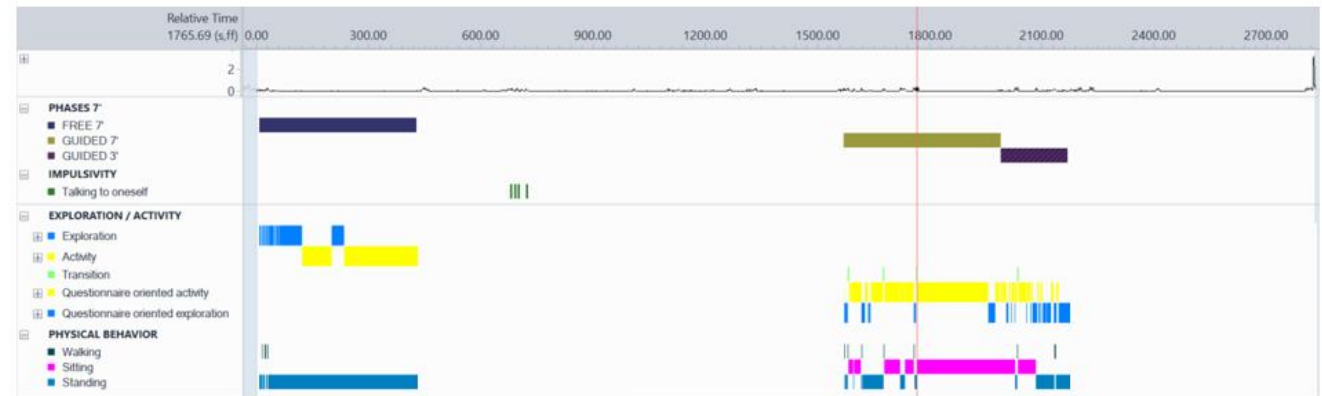 Relative Time
1765.69 (s,ff) 0.00 300.00 600.00 900.00 1200.00 1500.00 1800.00 2100.00 2400.00 2700.00
2
0
PHASES 7'
FREE 7'
GUIDED 7'
GUIDED 3'
IMPULSIVITY
Talking to oneself
EXPLORATION / ACTIVITY
Exploration
Activity
Transition
Questionnaire oriented activity
Questionnaire oriented exploration
PHYSICAL BEHAVIOR
Walking
Sitting
Standing